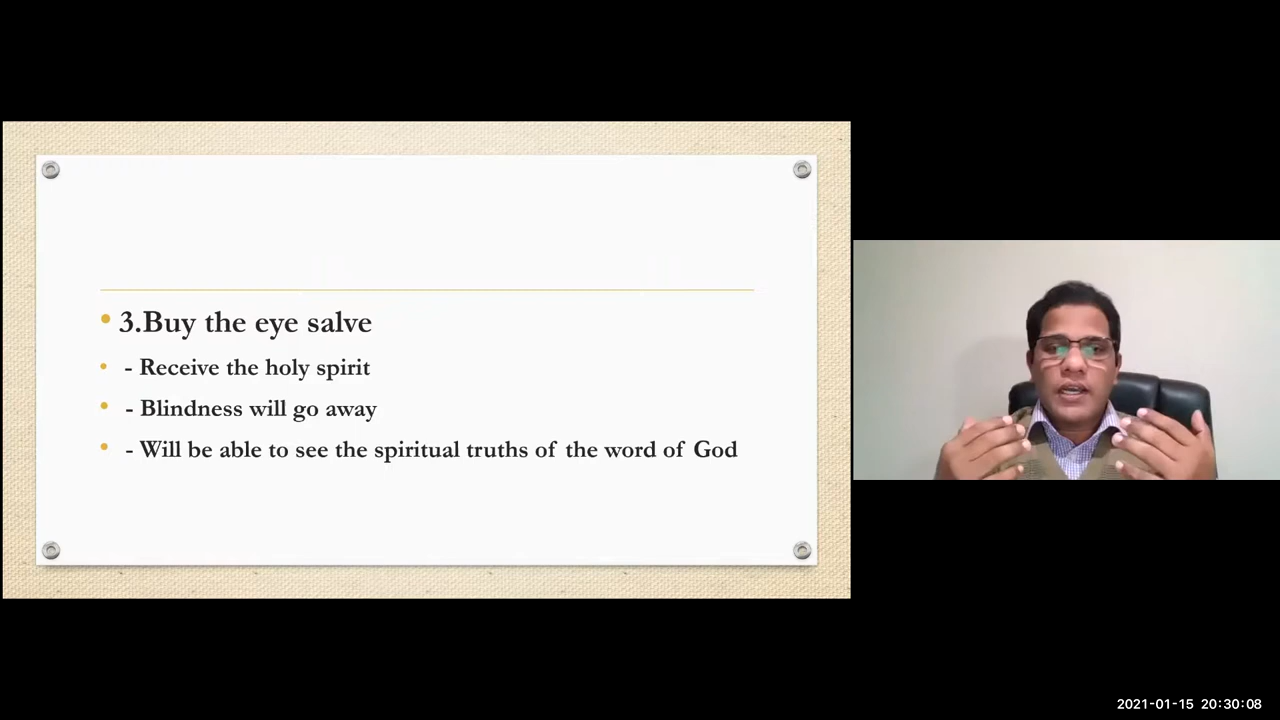 • 3.Buy the eye salve
• - Receive the holy spirit
• - Blindness will go away
• - Will be able to see the spiritual truths of the word of God
2021-01-15 20:30:08